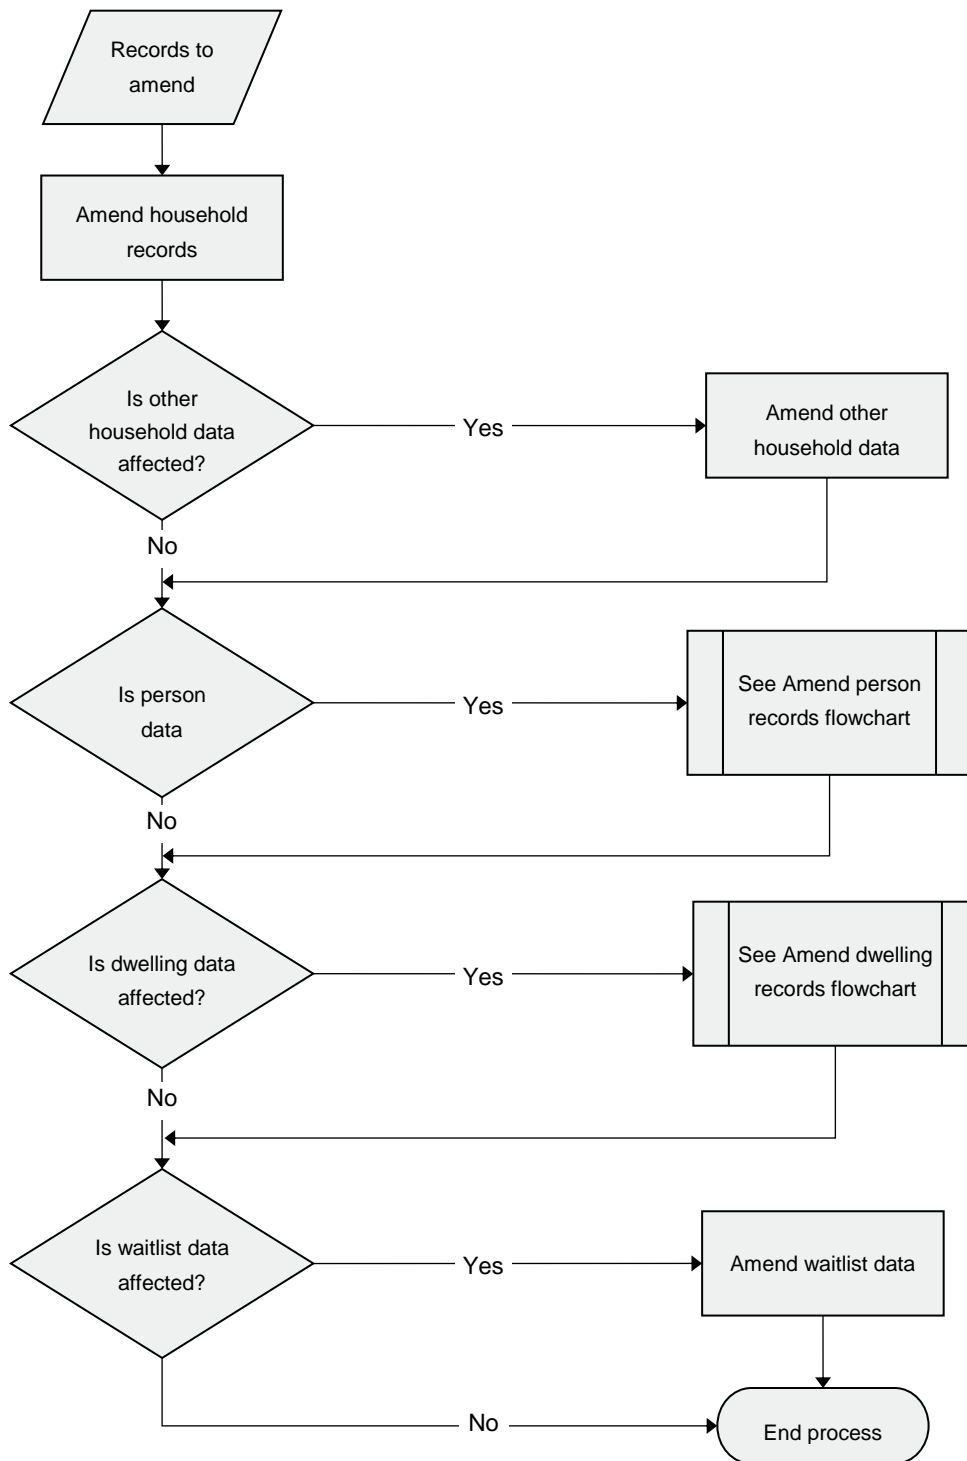 Records to
amend
Amend household
records
Is other
household data
affected?
Yes
Amend other
household data
No
Is person
data
Yes
See Amend person
records flowchart
No
Is dwelling data
affected?
Yes
See Amend dwelling
records flowchart
No
Is waitlist data
affected?
Yes
Amend waitlist data
No
End process